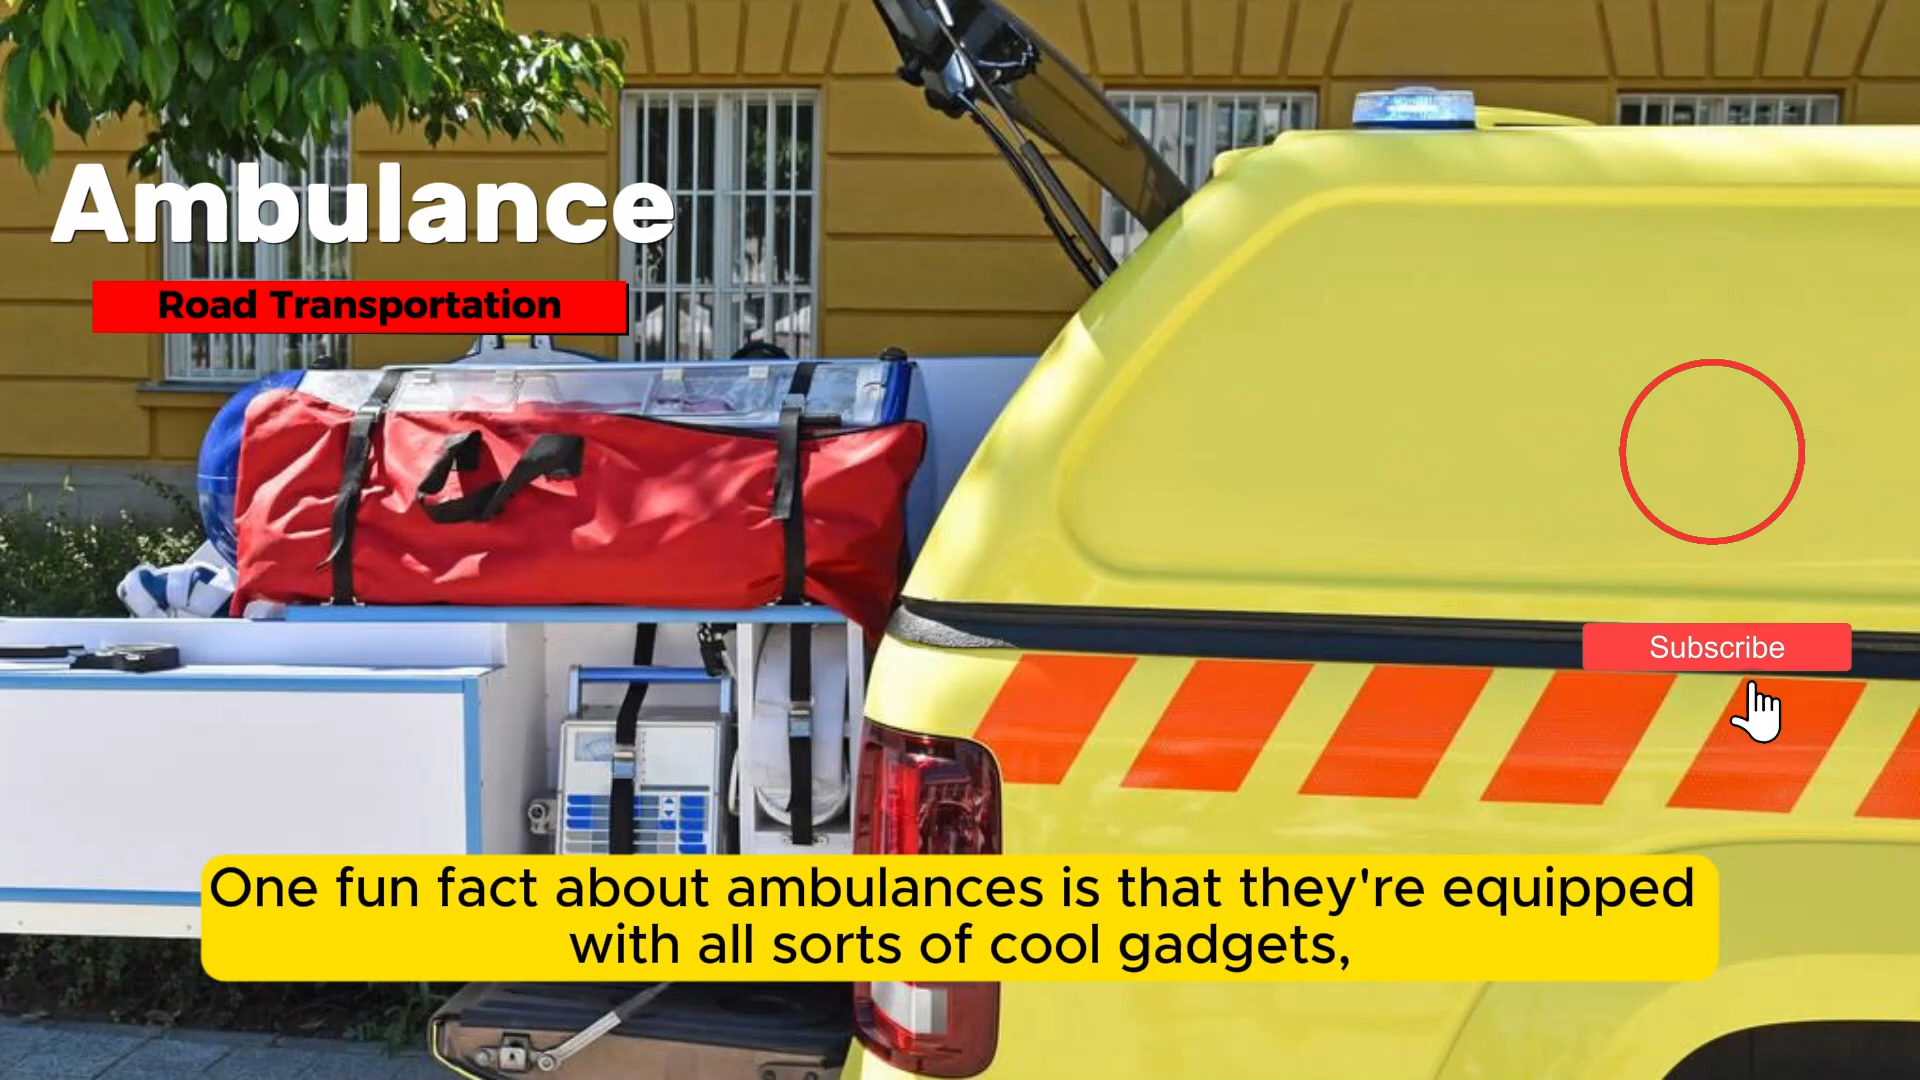 Ambulance
Road Transportation
Subscribe
One fun fact about ambulances is that they're equipped
with all sorts of cool gadgets,